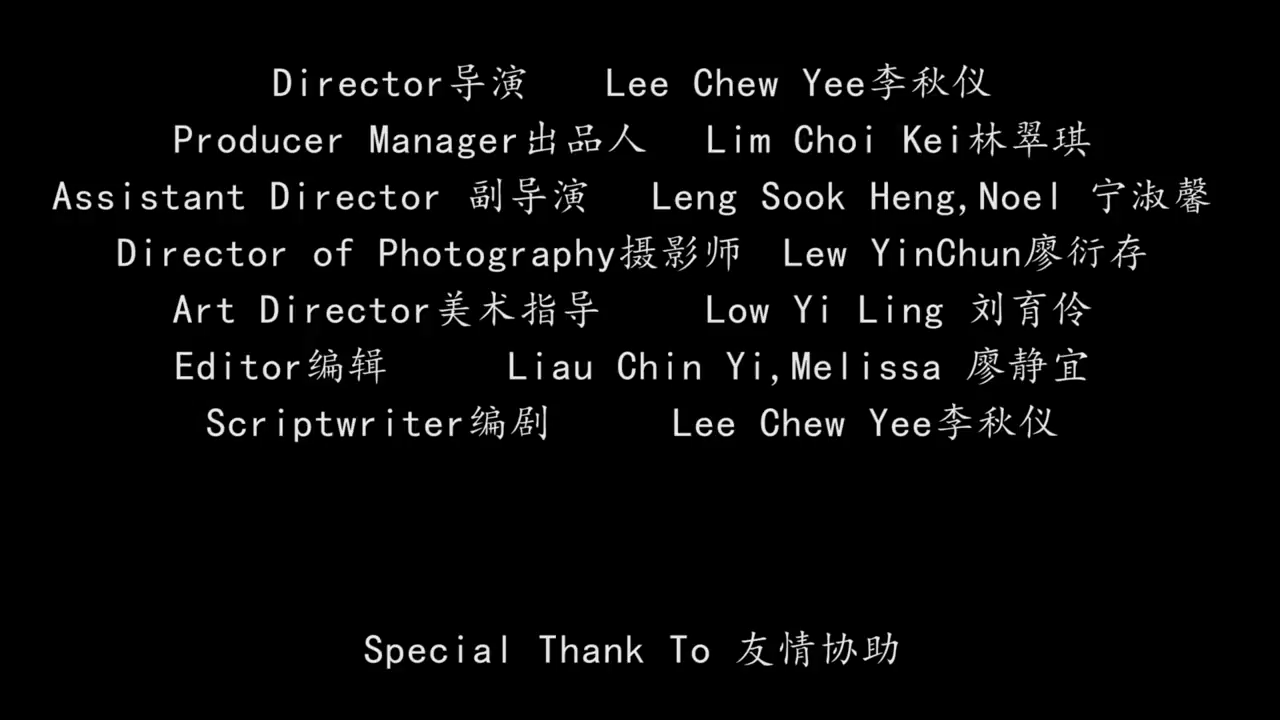 Director导演 Lee Chew Yee李秋仪
Producer Manager出品人 Lim Choi Kei林翠琪
Assistant Director 副导演 Leng Sook Heng,Noel 宁淑馨
Director of Photography摄影师 Lew YinChun廖衍存
Art Director美术指导 Low Yi Ling 刘育伶
Editor编辑 Liau Chin Yi,Melissa 廖静宜
Scriptwriter编剧 Lee Chew Yee李秋仪
Special Thank To 友情协助